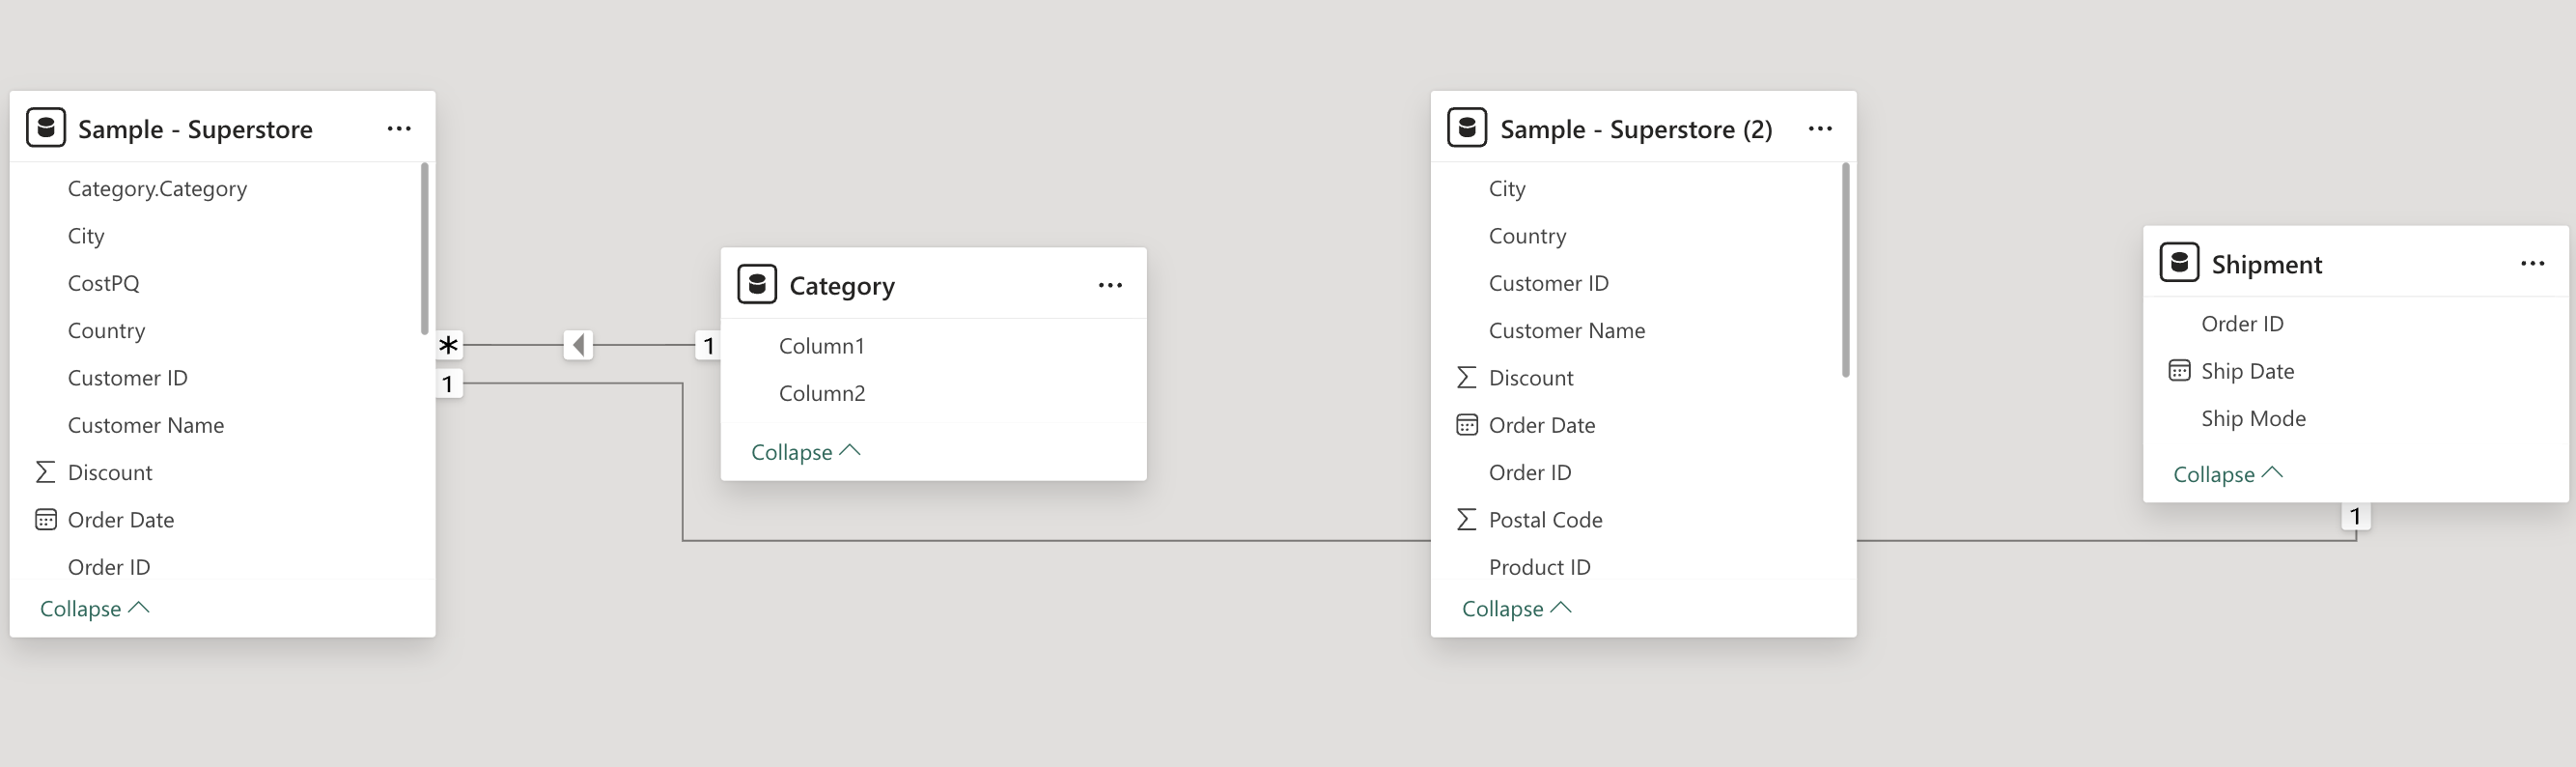 Sample - Superstore
Category.Category
City
CostPQ
Country
Customer ID
Customer Name
Discount
Order Date
Order ID
Collapse
*
1
1
Category
Column1
Column2
Collapse
Sample - Superstore (2)
City
Country
Customer ID
Customer Name
Discount
Order Date
Order ID
Postal Code
Product ID
Collapse
Shipment
Order ID
Ship Date
Ship Mode
Collapse
1